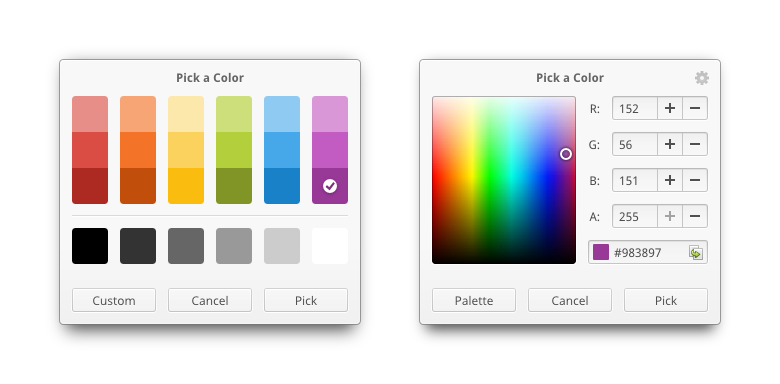 Pick a Color
Custom
Cancel
Pick
Pick a Color
R: 152
G: 56
B: 151
A: 255
#983897
Palette
Cancel
Pick